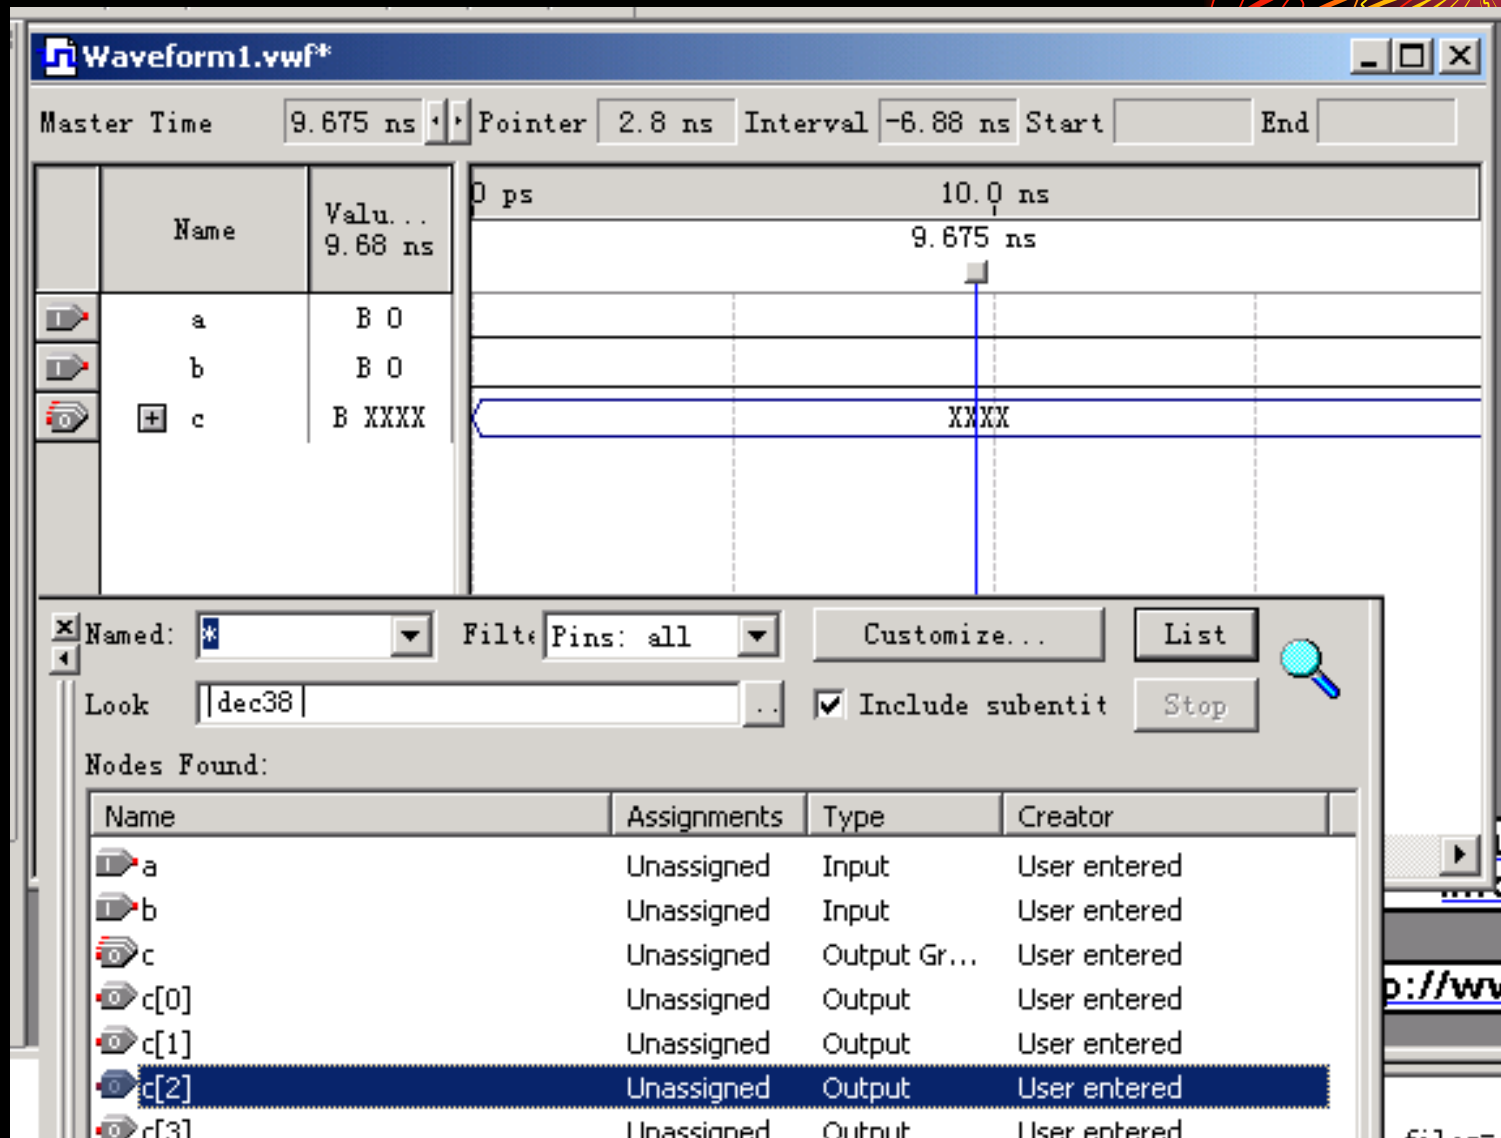 Waveform1.vwf*
Master Time 9.675 ns Pointer 2.8 ns Interval -6.88 ns Start End
Name Valu... 9.68 ns
0 ps 10.0 ns
9.675 ns
a B 0
b B 0
c B XXXX XXXX
Named: * Filte Pins: all Customize... List
Look |dec38| .. Include subentit Stop
Nodes Found:
Name Assignments Type Creator
a Unassigned Input User entered
b Unassigned Input User entered
c Unassigned Output Gr... User entered
c[0] Unassigned Output User entered
p://ww
c[1] Unassigned Output User entered
c[2] Unassigned Output User entered
c[3] Unassigned Output User entered